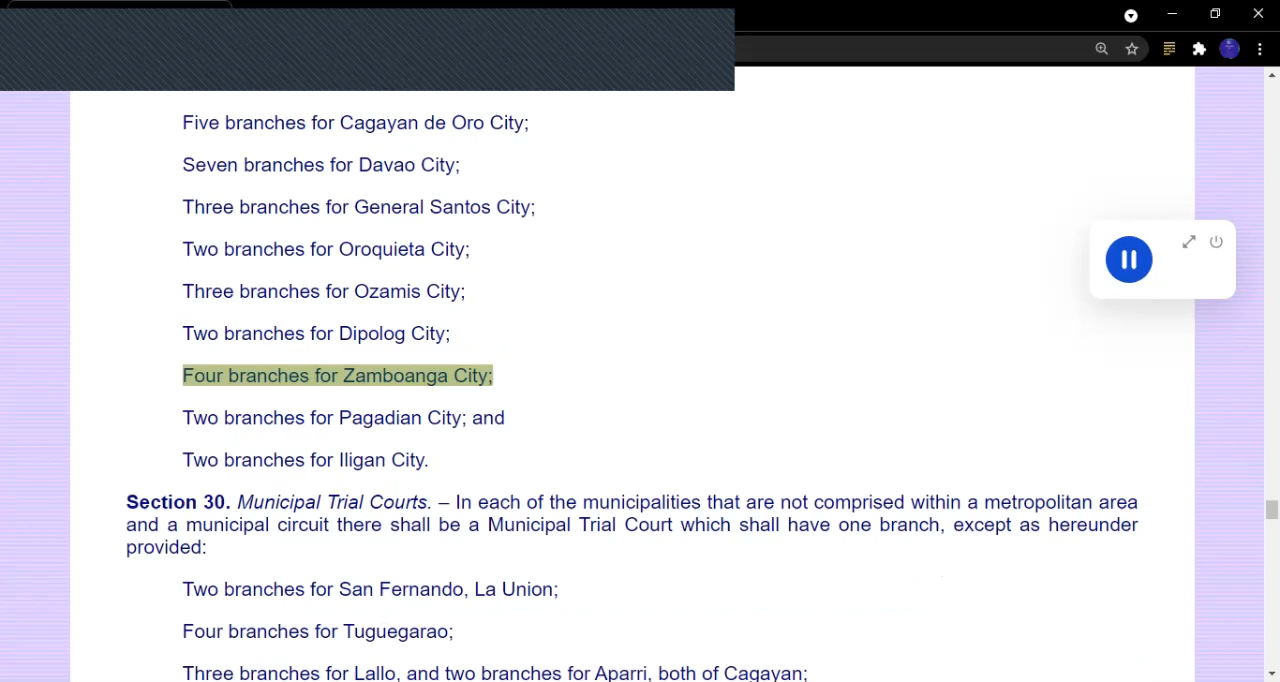 Five branches for Cagayan de Oro City;
Seven branches for Davao City;
Three branches for General Santos City;
Two branches for Oroquieta City;
Three branches for Ozamis City;
Two branches for Dipolog City;
Four branches for Zamboanga City;
Two branches for Pagadian City; and
Two branches for Iligan City.
Section 30. Municipal Trial Courts. – In each of the municipalities that are not comprised within a metropolitan area
and a municipal circuit there shall be a Municipal Trial Court which shall have one branch, except as hereunder
provided:
Two branches for San Fernando, La Union;
Four branches for Tuguegarao;
Three branches for Lallo, and two branches for Aparri, both of Cagayan;